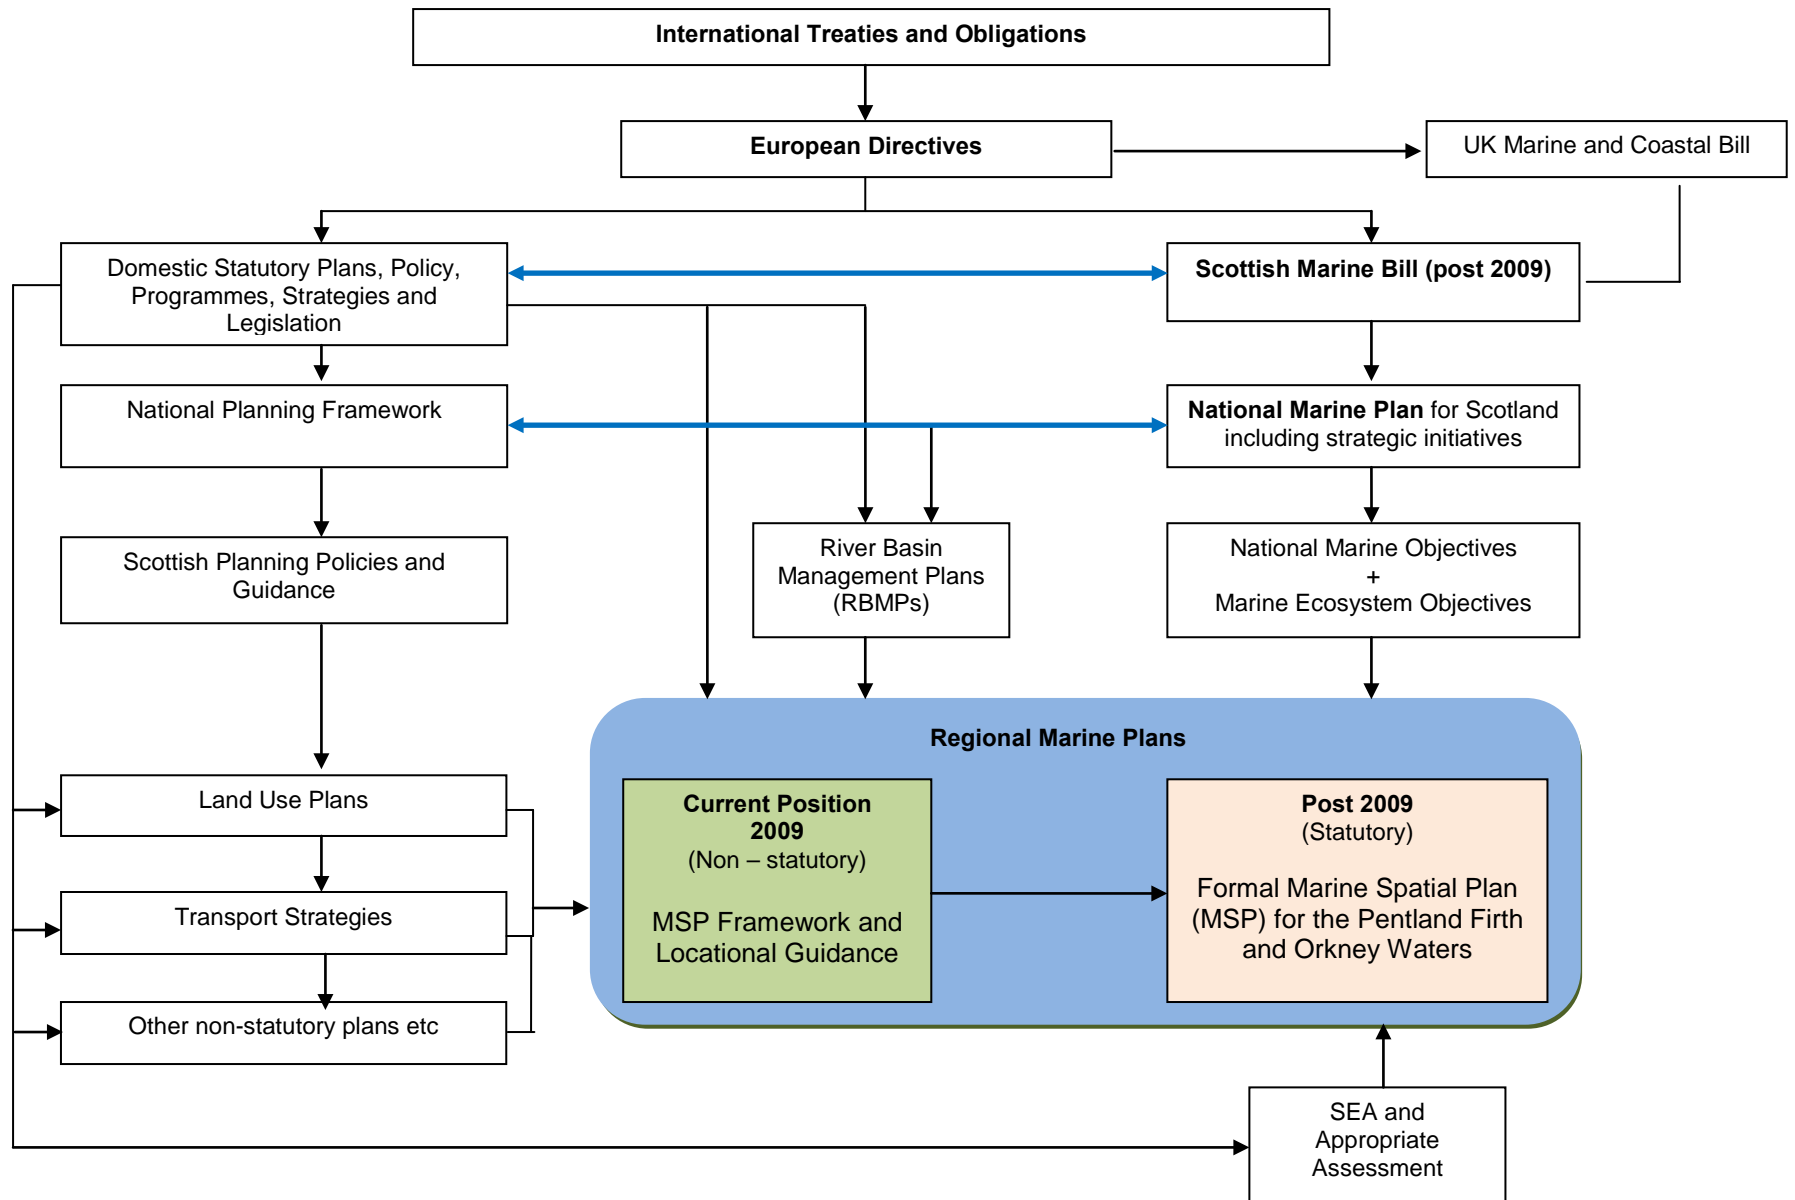 International Treaties and Obligations
European Directives
UK Marine and Coastal Bill
Domestic Statutory Plans, Policy,
Programmes, Strategies and
Legislation
Scottish Marine Bill (post 2009)
National Planning Framework
National Marine Plan for Scotland
including strategic initiatives
Scottish Planning Policies and
Guidance
River Basin
Management Plans
(RBMPs)
National Marine Objectives
+
Marine Ecosystem Objectives
Regional Marine Plans
Land Use Plans
Current Position
2009
(Non – statutory)
MSP Framework and
Locational Guidance
Post 2009
(Statutory)
Formal Marine Spatial Plan
(MSP) for the Pentland Firth
and Orkney Waters
Transport Strategies
Other non-statutory plans etc
SEA and
Appropriate
Assessment